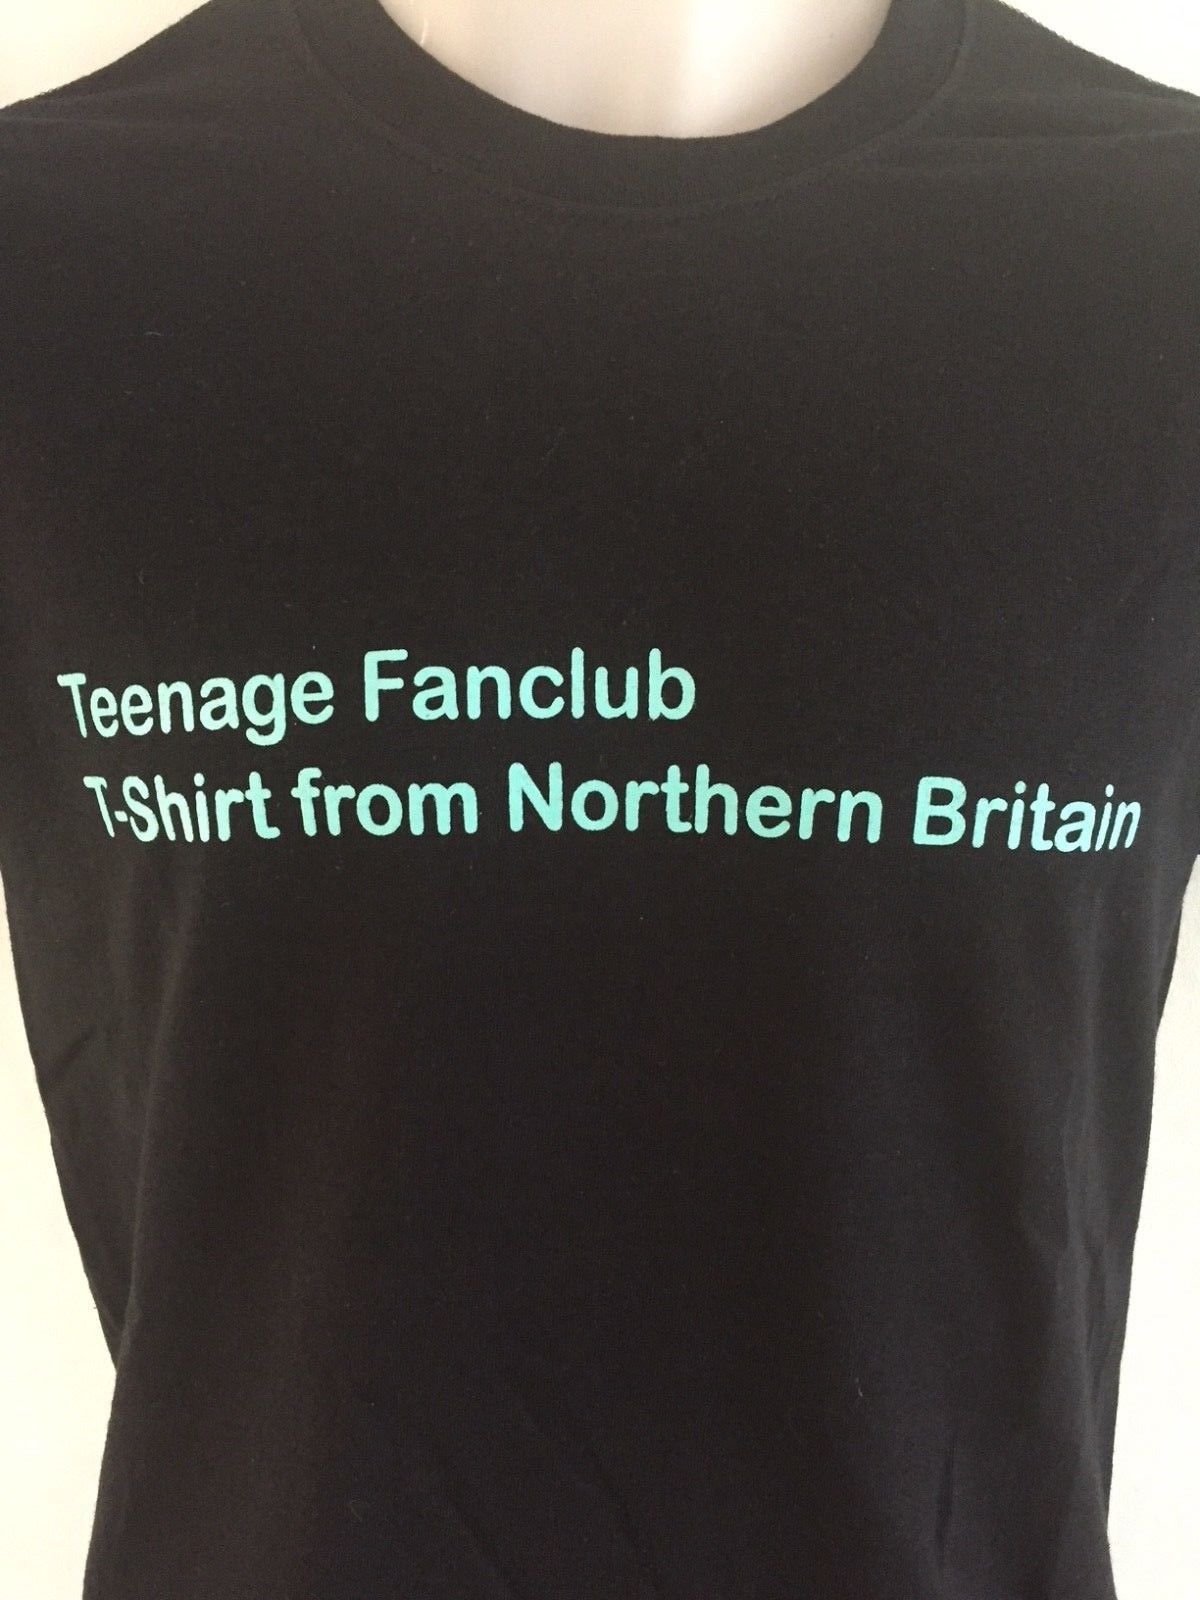 Teenage Fanclub
T-Shirt from Northern Britain